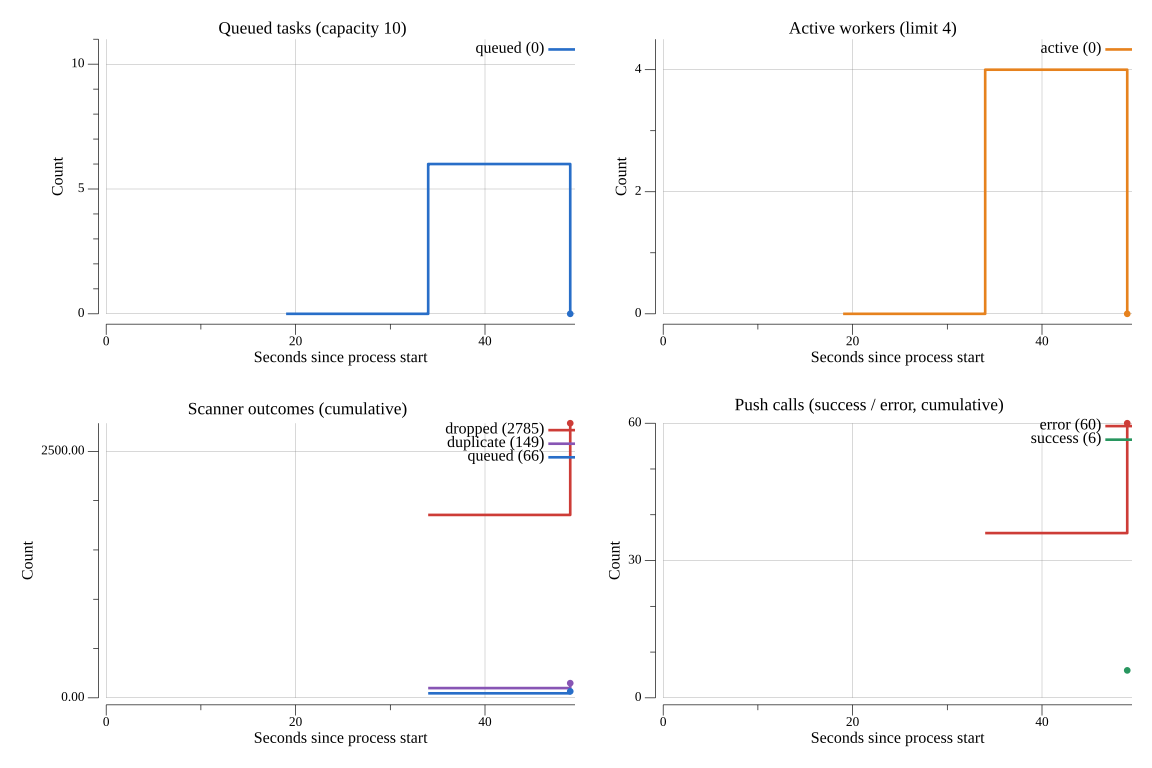 Queued tasks (capacity 10)
queued (0)
10
5
0
Count
0
20
40
Seconds since process start
Active workers (limit 4)
active (0)
4
2
0
Count
0
20
40
Seconds since process start
Scanner outcomes (cumulative)
dropped (2785)
duplicate (149)
queued (66)
2500.00
0.00
Count
0
20
40
Seconds since process start
Push calls (success / error, cumulative)
error (60)
success (6)
60
30
0
Count
0
20
40
Seconds since process start